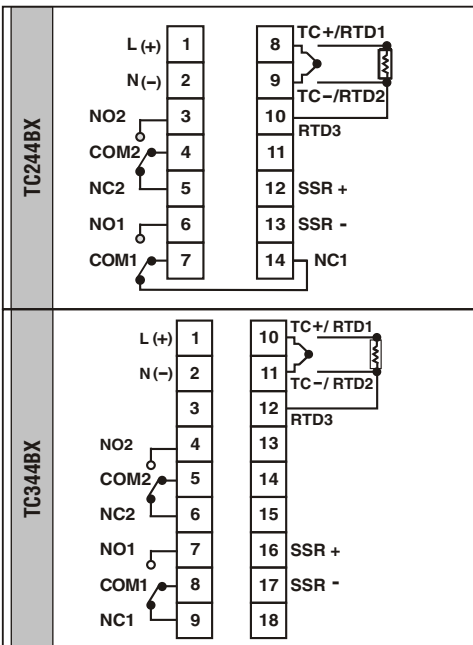 TC244BX
L (+) 1 8 TC+/RTD1
N (−) 2 9 TC−/RTD2
NO2 3 10 RTD3
COM2 4 11
NC2 5 12 SSR +
NO1 6 13 SSR -
COM1 7 14 NC1
TC344BX
L (+) 1 10 TC+/ RTD1
N (−) 2 11 TC−/ RTD2
3 12 RTD3
NO2 4 13
COM2 5 14
NC2 6 15
NO1 7 16 SSR +
COM1 8 17 SSR -
NC1 9 18